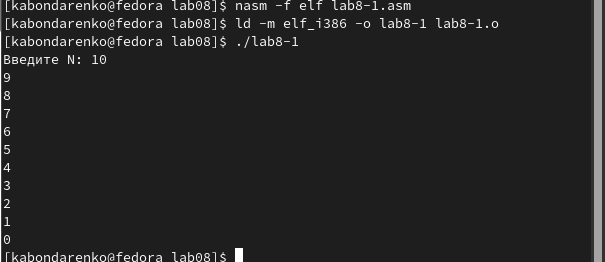 [kabondarenko@fedora lab08]$ nasm -f elf lab8-1.asm
[kabondarenko@fedora lab08]$ ld -m elf_i386 -o lab8-1 lab8-1.o
[kabondarenko@fedora lab08]$ ./lab8-1
Введите N: 10
9
8
7
6
5
4
3
2
1
0
[kabondarenko@fedora lab08]$